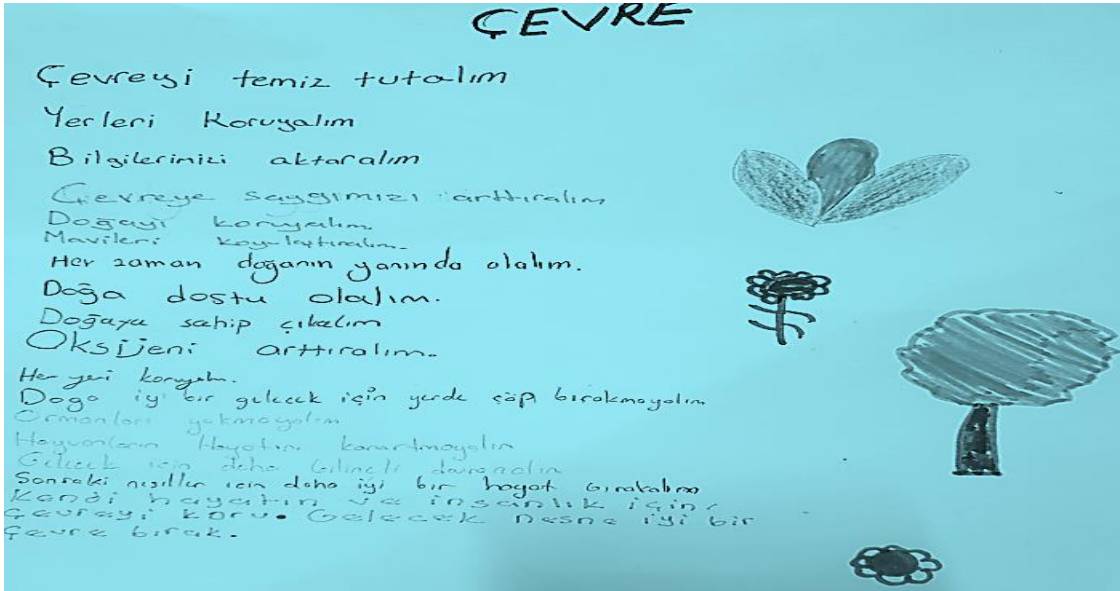 ÇEVRE
Çevreyi temiz tutalım
Yerleri Koruyalım
Bilgilerimizi aktaralım
Çevreye saygımızı arttıralım
Doğayı koruyalım.
Mavileri koyulaştıralım.
Her zaman doğanın yanında olalım.
Doğa dostu olalım.
Doğaya sahip çıkalım
Oksijeni arttıralım.
Her yeri koruyalım.
Doğa iyi bir gelecek için yerde çöp bırakmayalım
Ormanları yakmayalım
Hayvanların Hayatını karartmayalım
Gelecek için daha bilinçli davranalım
Sonraki nesiller için daha iyi bir hayat bırakalım
Kendi hayatın ve insanlık için,
Çevreyi koru. Gelecek nesne iyi bir
Çevre bırak.